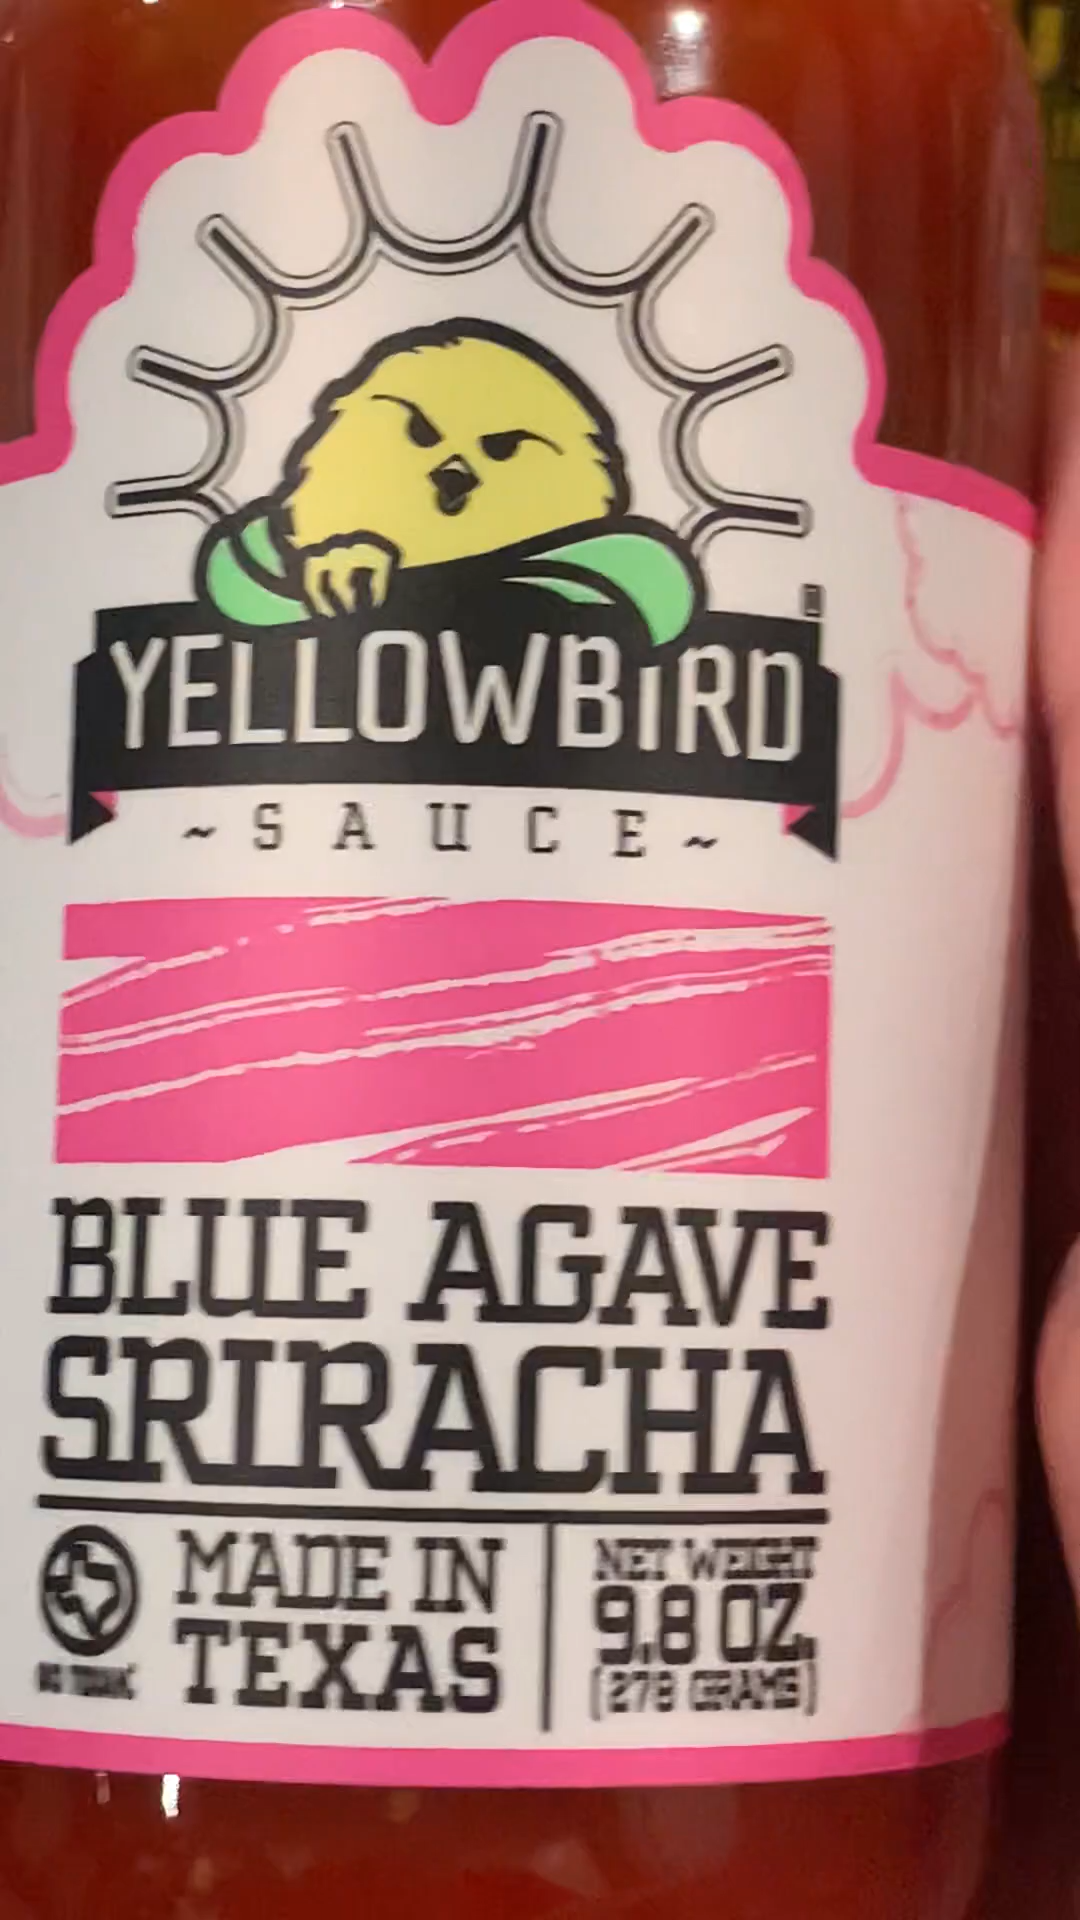 YELLOWBiRD
~SAUCE~
BLUE AGAVE
SRIRACHA
MADE IN
TEXAS
NET WEIGHT
9.8 OZ.
(278 GRAMS)